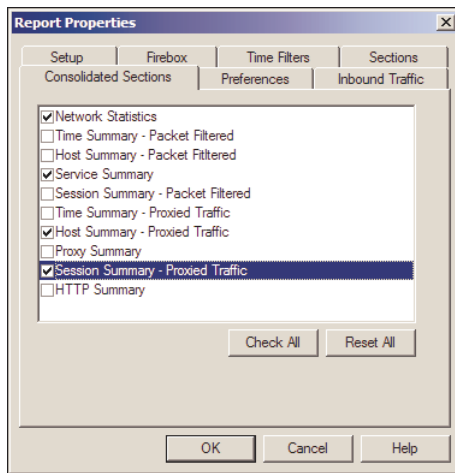 Report Properties
Setup Firebox Time Filters Sections
Consolidated Sections Preferences Inbound Traffic
Network Statistics
Time Summary - Packet Filtered
Host Summary - Packet Fitltered
Service Summary
Session Summary - Packet Filtered
Time Summary - Proxied Traffic
Host Summary - Proxied Traffic
Proxy Summary
Session Summary - Proxied Traffic
HTTP Summary
Check All Reset All
OK Cancel Help